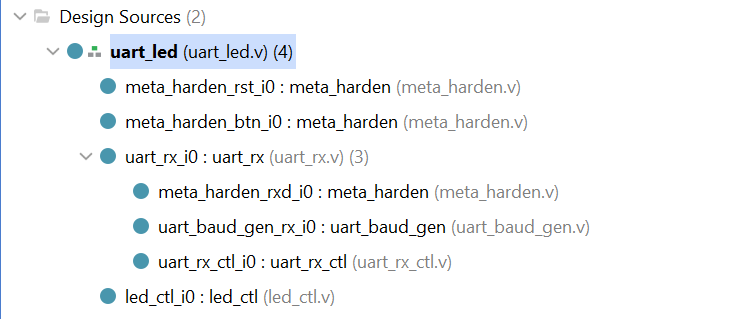 Design Sources (2)
uart_led (uart_led.v) (4)
meta_harden_rst_i0 : meta_harden (meta_harden.v)
meta_harden_btn_i0 : meta_harden (meta_harden.v)
uart_rx_i0 : uart_rx (uart_rx.v) (3)
meta_harden_rxd_i0 : meta_harden (meta_harden.v)
uart_baud_gen_rx_i0 : uart_baud_gen (uart_baud_gen.v)
uart_rx_ctl_i0 : uart_rx_ctl (uart_rx_ctl.v)
led_ctl_i0 : led_ctl (led_ctl.v)